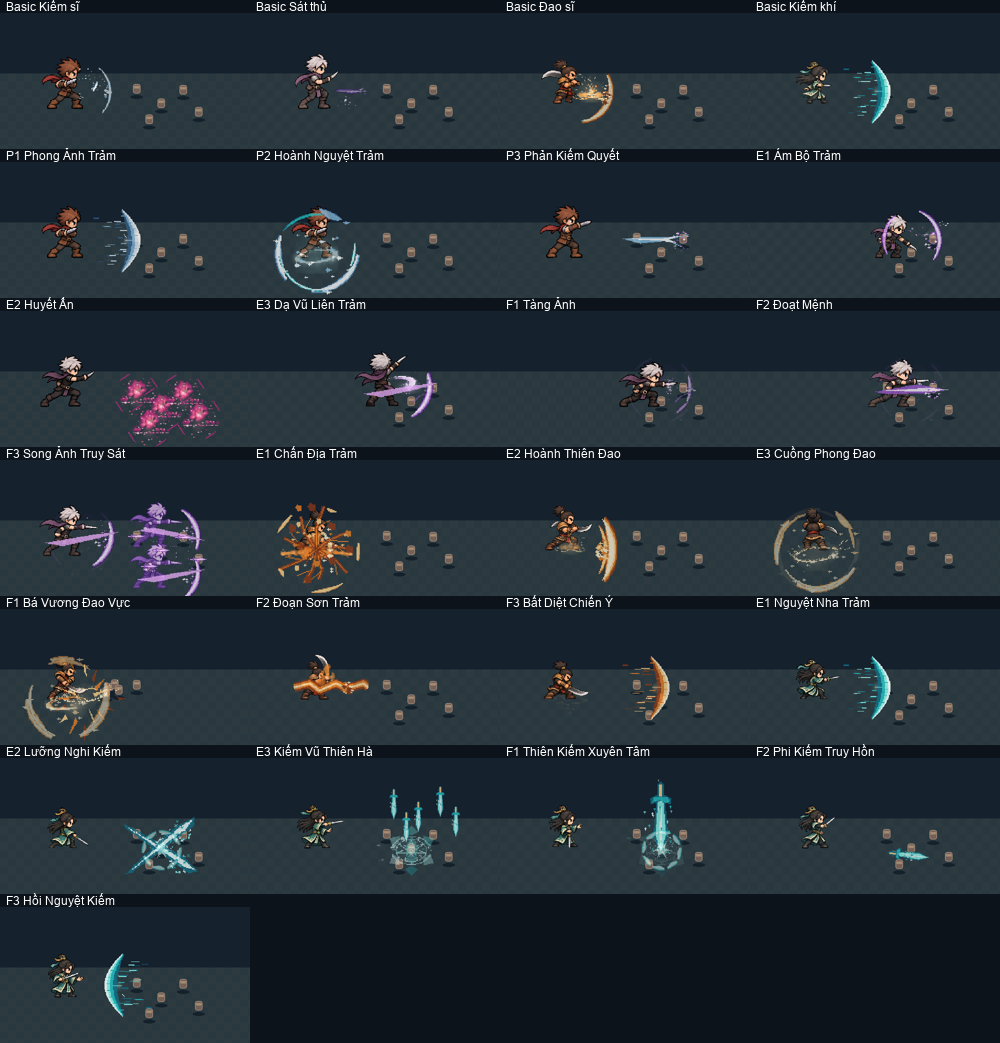 Basic Kiếm sĩ
Basic Sát thủ
Basic Đao sĩ
Basic Kiếm khí
P1 Phong Ảnh Trảm
P2 Hoành Nguyệt Trảm
P3 Phản Kiếm Quyết
E1 Ám Bộ Trảm
E2 Huyết Ấn
E3 Dạ Vũ Liên Trảm
F1 Tàng Ảnh
F2 Đoạt Mệnh
F3 Song Ảnh Truy Sát
E1 Chấn Địa Trảm
E2 Hoành Thiên Đao
E3 Cuồng Phong Đao
F1 Bá Vương Đao Vực
F2 Đoạn Sơn Trảm
F3 Bất Diệt Chiến Ý
E1 Nguyệt Nha Trảm
E2 Lưỡng Nghi Kiếm
E3 Kiếm Vũ Thiên Hà
F1 Thiên Kiếm Xuyên Tâm
F2 Phi Kiếm Truy Hồn
F3 Hồi Nguyệt Kiếm